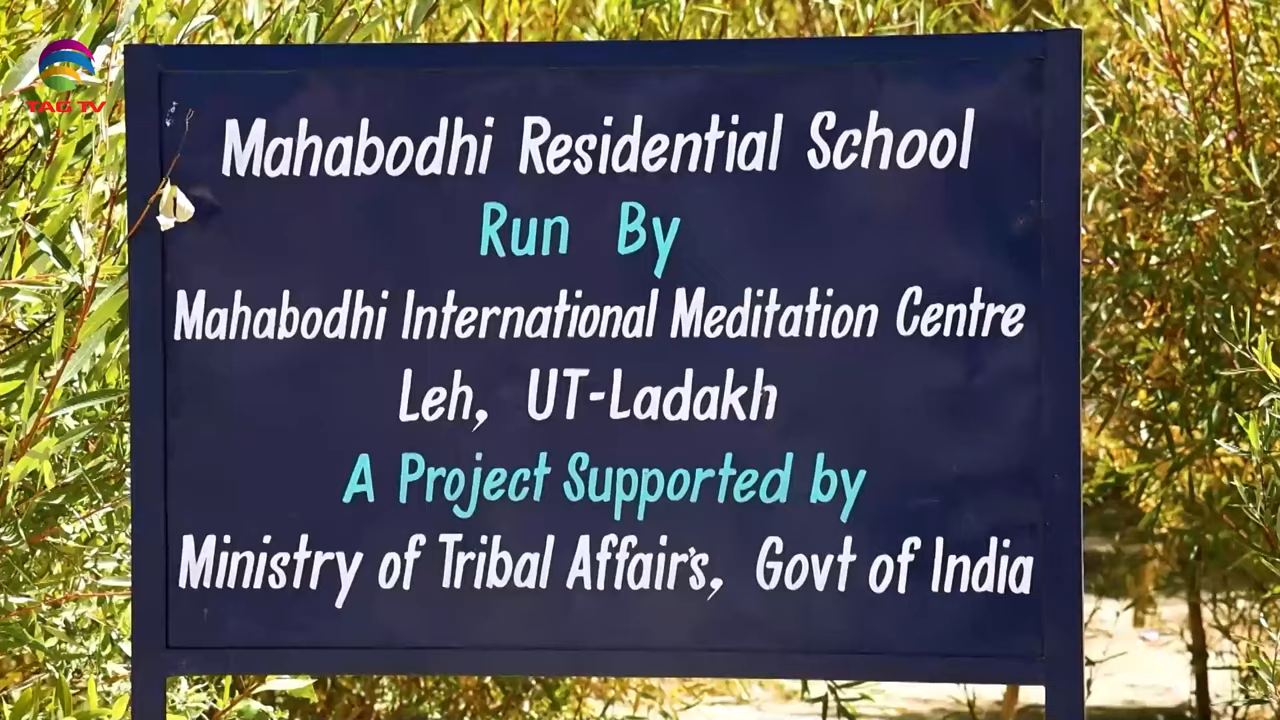 TAG TV
Mahabodhi Residential School
Run By
Mahabodhi International Meditation Centre
Leh, UT-Ladakh
A Project Supported by
Ministry of Tribal Affair's, Govt of India